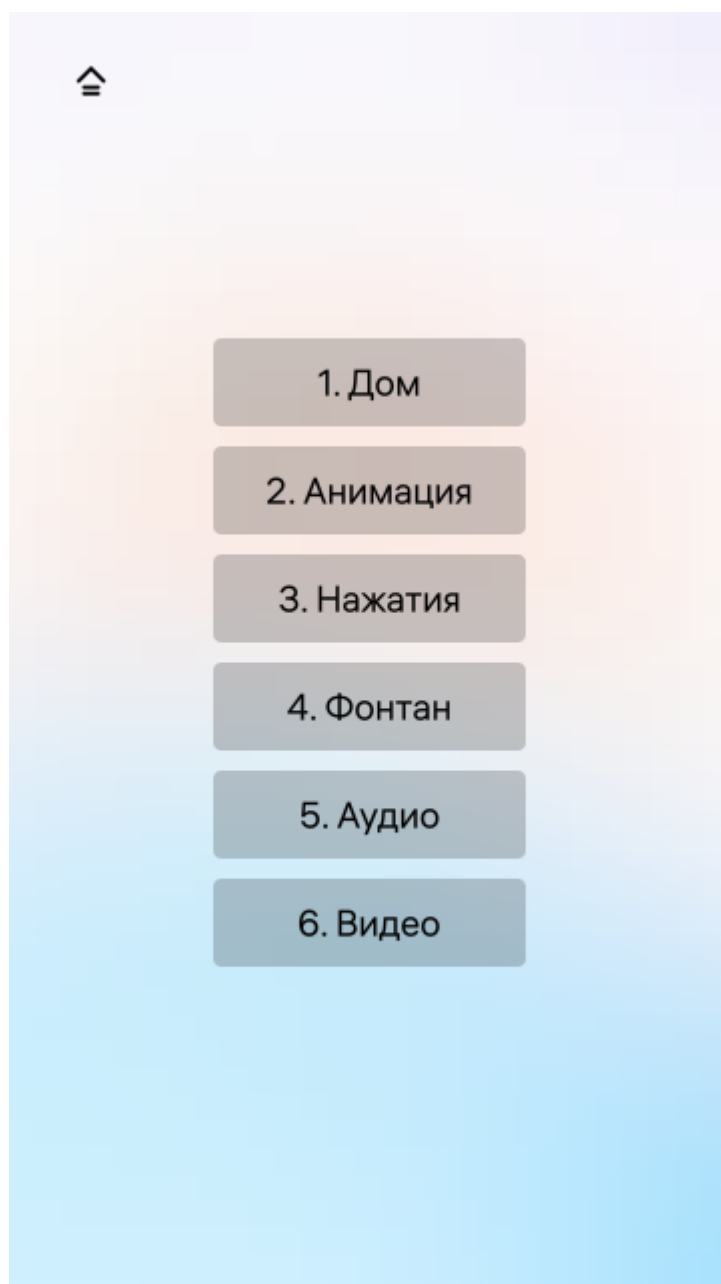 1. Дом
2. Анимация
3. Нажатия
4. Фонтан
5. Аудио
6. Видео